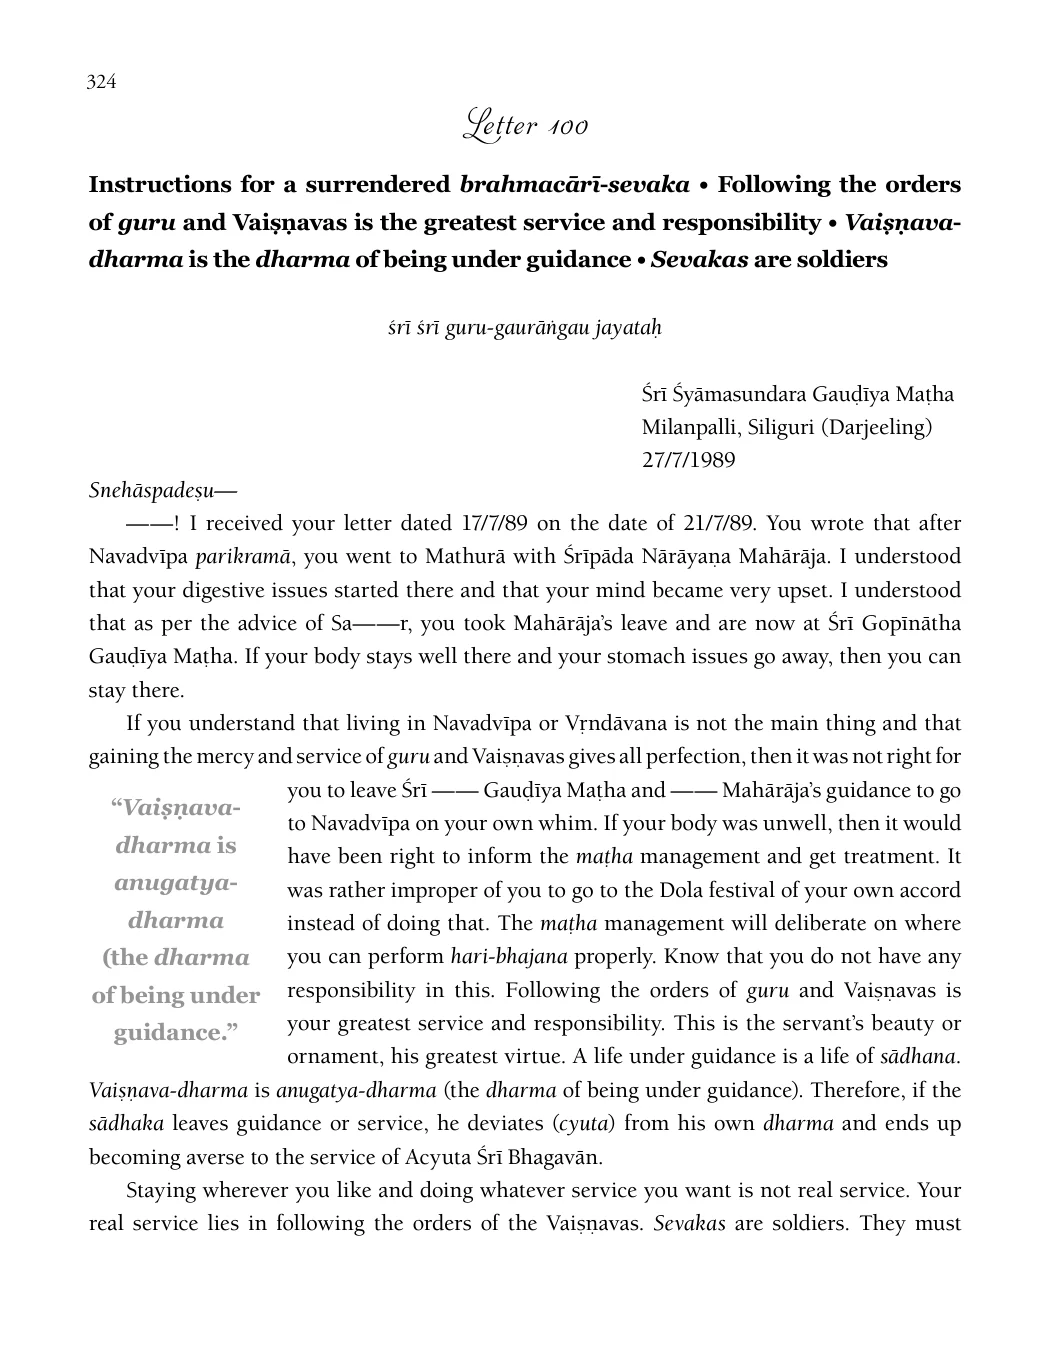 324
Letter 100
Instructions for a surrendered brahmacārī-sevaka • Following the orders
of guru and Vaiṣṇavas is the greatest service and responsibility • Vaiṣṇava-
dharma is the dharma of being under guidance • Sevakas are soldiers
śrī śrī guru-gaurāṅgau jayataḥ
Śrī Śyāmasundara Gauḍīya Maṭha
Milanpalli, Siliguri (Darjeeling)
27/7/1989
Snehāspadeṣu—
——! I received your letter dated 17/7/89 on the date of 21/7/89. You wrote that after
Navadvīpa parikramā, you went to Mathurā with Śrīpāda Nārāyaṇa Mahārāja. I understood
that your digestive issues started there and that your mind became very upset. I understood
that as per the advice of Sa——r, you took Mahārāja’s leave and are now at Śrī Gopīnātha
Gauḍīya Maṭha. If your body stays well there and your stomach issues go away, then you can
stay there.
If you understand that living in Navadvīpa or Vṛndāvana is not the main thing and that
gaining the mercy and service of guru and Vaiṣṇavas gives all perfection, then it was not right for
you to leave Śrī —— Gauḍīya Maṭha and —— Mahārāja’s guidance to go
to Navadvīpa on your own whim. If your body was unwell, then it would
have been right to inform the maṭha management and get treatment. It
was rather improper of you to go to the Dola festival of your own accord
instead of doing that. The maṭha management will deliberate on where
you can perform hari-bhajana properly. Know that you do not have any
responsibility in this. Following the orders of guru and Vaiṣṇavas is
your greatest service and responsibility. This is the servant’s beauty or
ornament, his greatest virtue. A life under guidance is a life of sādhana.
“Vaiṣṇava-
dharma is
anugatya-
dharma
(the dharma
of being under
guidance.”
Vaiṣṇava-dharma is anugatya-dharma (the dharma of being under guidance). Therefore, if the
sādhaka leaves guidance or service, he deviates (cyuta) from his own dharma and ends up
becoming averse to the service of Acyuta Śrī Bhagavān.
Staying wherever you like and doing whatever service you want is not real service. Your
real service lies in following the orders of the Vaiṣṇavas. Sevakas are soldiers. They must